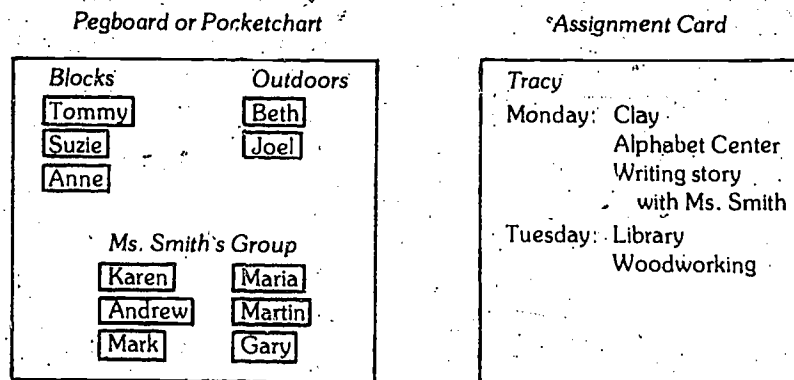 Pegboard or Pocketchart
Blocks Outdoors
Tommy Beth
Suzie Joel
Anne
Ms. Smith's Group
Karen Maria
Andrew Martin
Mark Gary
Assignment Card
Tracy
Monday: Clay
Alphabet Center
Writing story
with Ms. Smith
Tuesday: Library
Woodworking